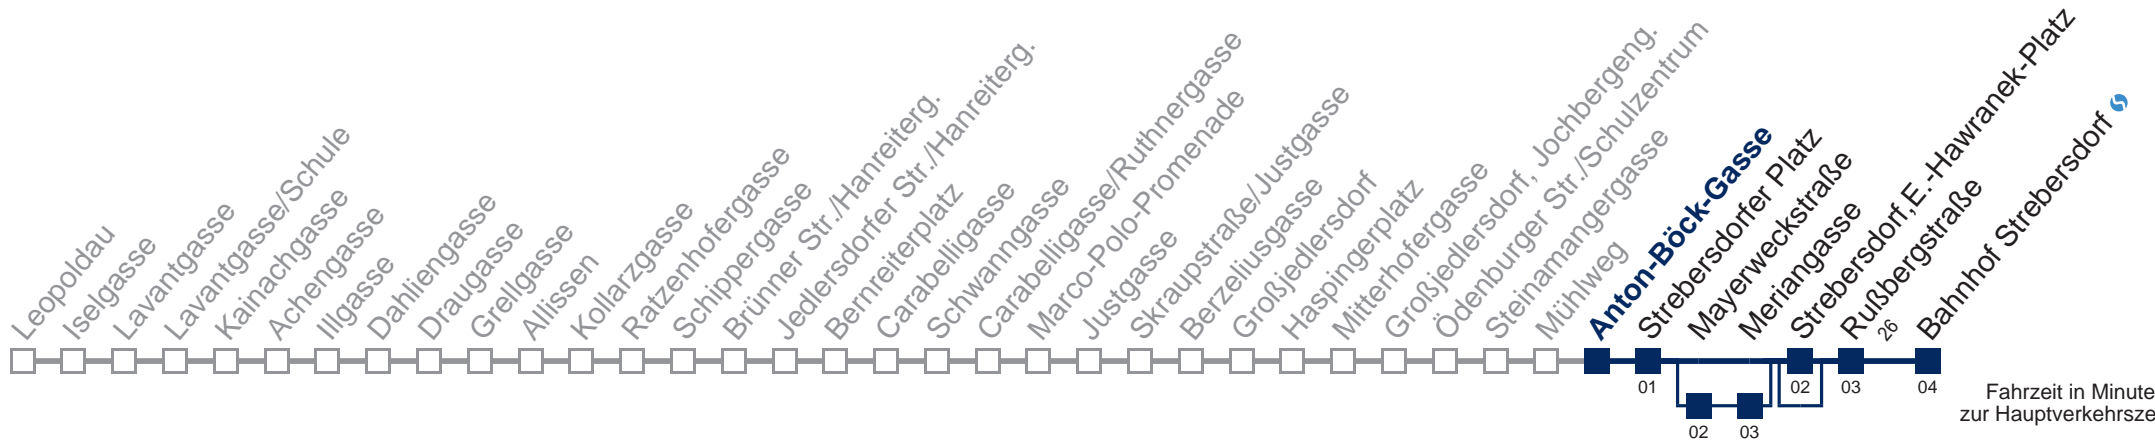 Leopoldau
Iselgasse
Lavantgasse
Lavantgasse/Schule
Kainachgasse
Achengasse
Illgasse
Dahliengasse
Draugasse
Grellgasse
Allissen
Kollarzgasse
Ratzenhofergasse
Schippergasse
Brünner Str./Hanreiterg.
Jedlersdorfer Str./Hanreiterg.
Bernreiterplatz
Carabelligasse
Schwanngasse
Carabelligasse/Ruthnergasse
Marco-Polo-Promenade
Justgasse
Skraupstraße/Justgasse
Berzeliusgasse
Großjedlersdorf
Haspingerplatz
Mitterhofergasse
Großjedlersdorf, Jochbergeng.
Ödenburger Str./Schulzentrum
Steinamangergasse
Mühlweg
Anton-Böck-Gasse
Strebersdorfer Platz
Mayerweckstraße
Meriangasse
Strebersdorf,E.-Hawranek-Platz
Rußbergstraße
26
Bahnhof Strebersdorf
01
02
03
04
02
03
Fahrzeit in Minute
zur Hauptverkehrsze